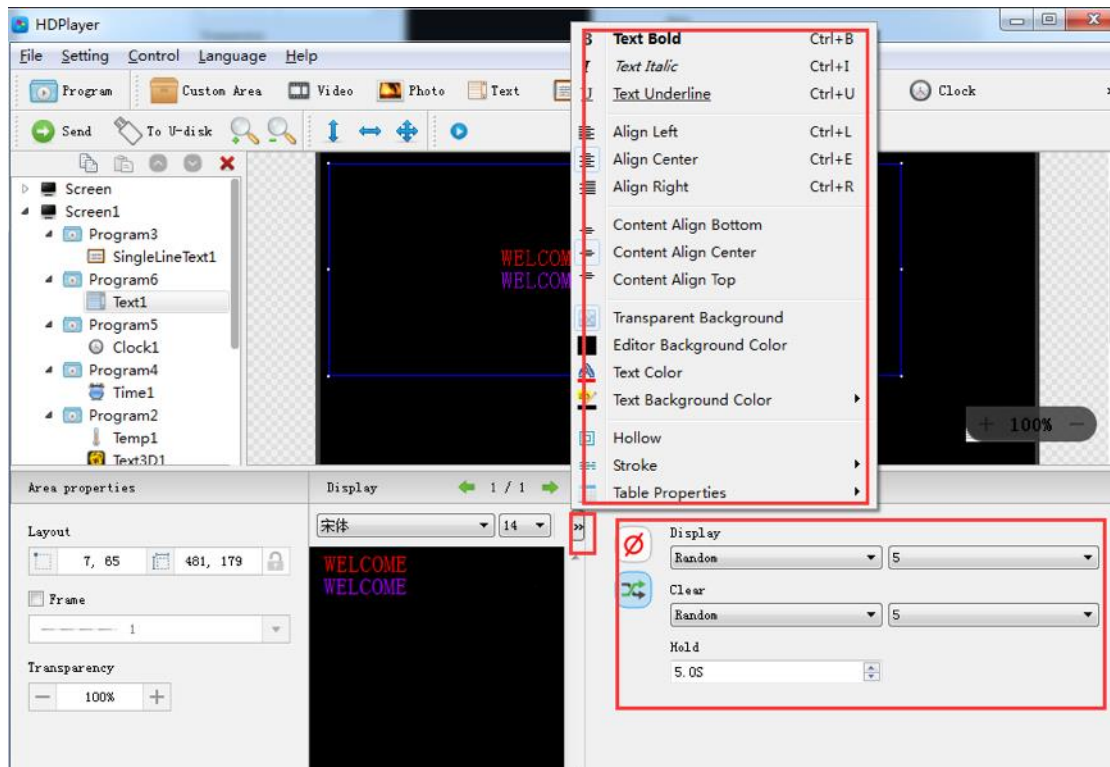 HDPlayer
File Setting Control Language Help
Program Custom Area Video Photo Text Clock
Send To U-disk
Screen
Screen1
Program3
SingleLineText1
Program6
Text1
Program5
Clock1
Program4
Time1
Program2
Temp1
Text3D1
WELCOM
WELCOM
B Text Bold Ctrl+B
I Text Italic Ctrl+I
U Text Underline Ctrl+U
Align Left Ctrl+L
Align Center Ctrl+E
Align Right Ctrl+R
Content Align Bottom
Content Align Center
Content Align Top
Transparent Background
Editor Background Color
Text Color
Text Background Color
Hollow
Stroke
Table Properties
+ 100% −
Area properties
Layout
7, 65 481, 179
Frame
1
Transparency
— 100% +
Display 1 / 1
宋体 14 »
WELCOME
WELCOME
Display
Random 5
Clear
Random 5
Hold
5.0S